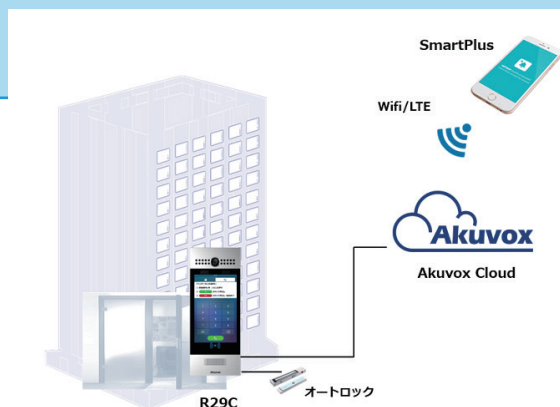 SmartPlus
Wifi/LTE
Akuvox
Akuvox Cloud
オートロック
R29C